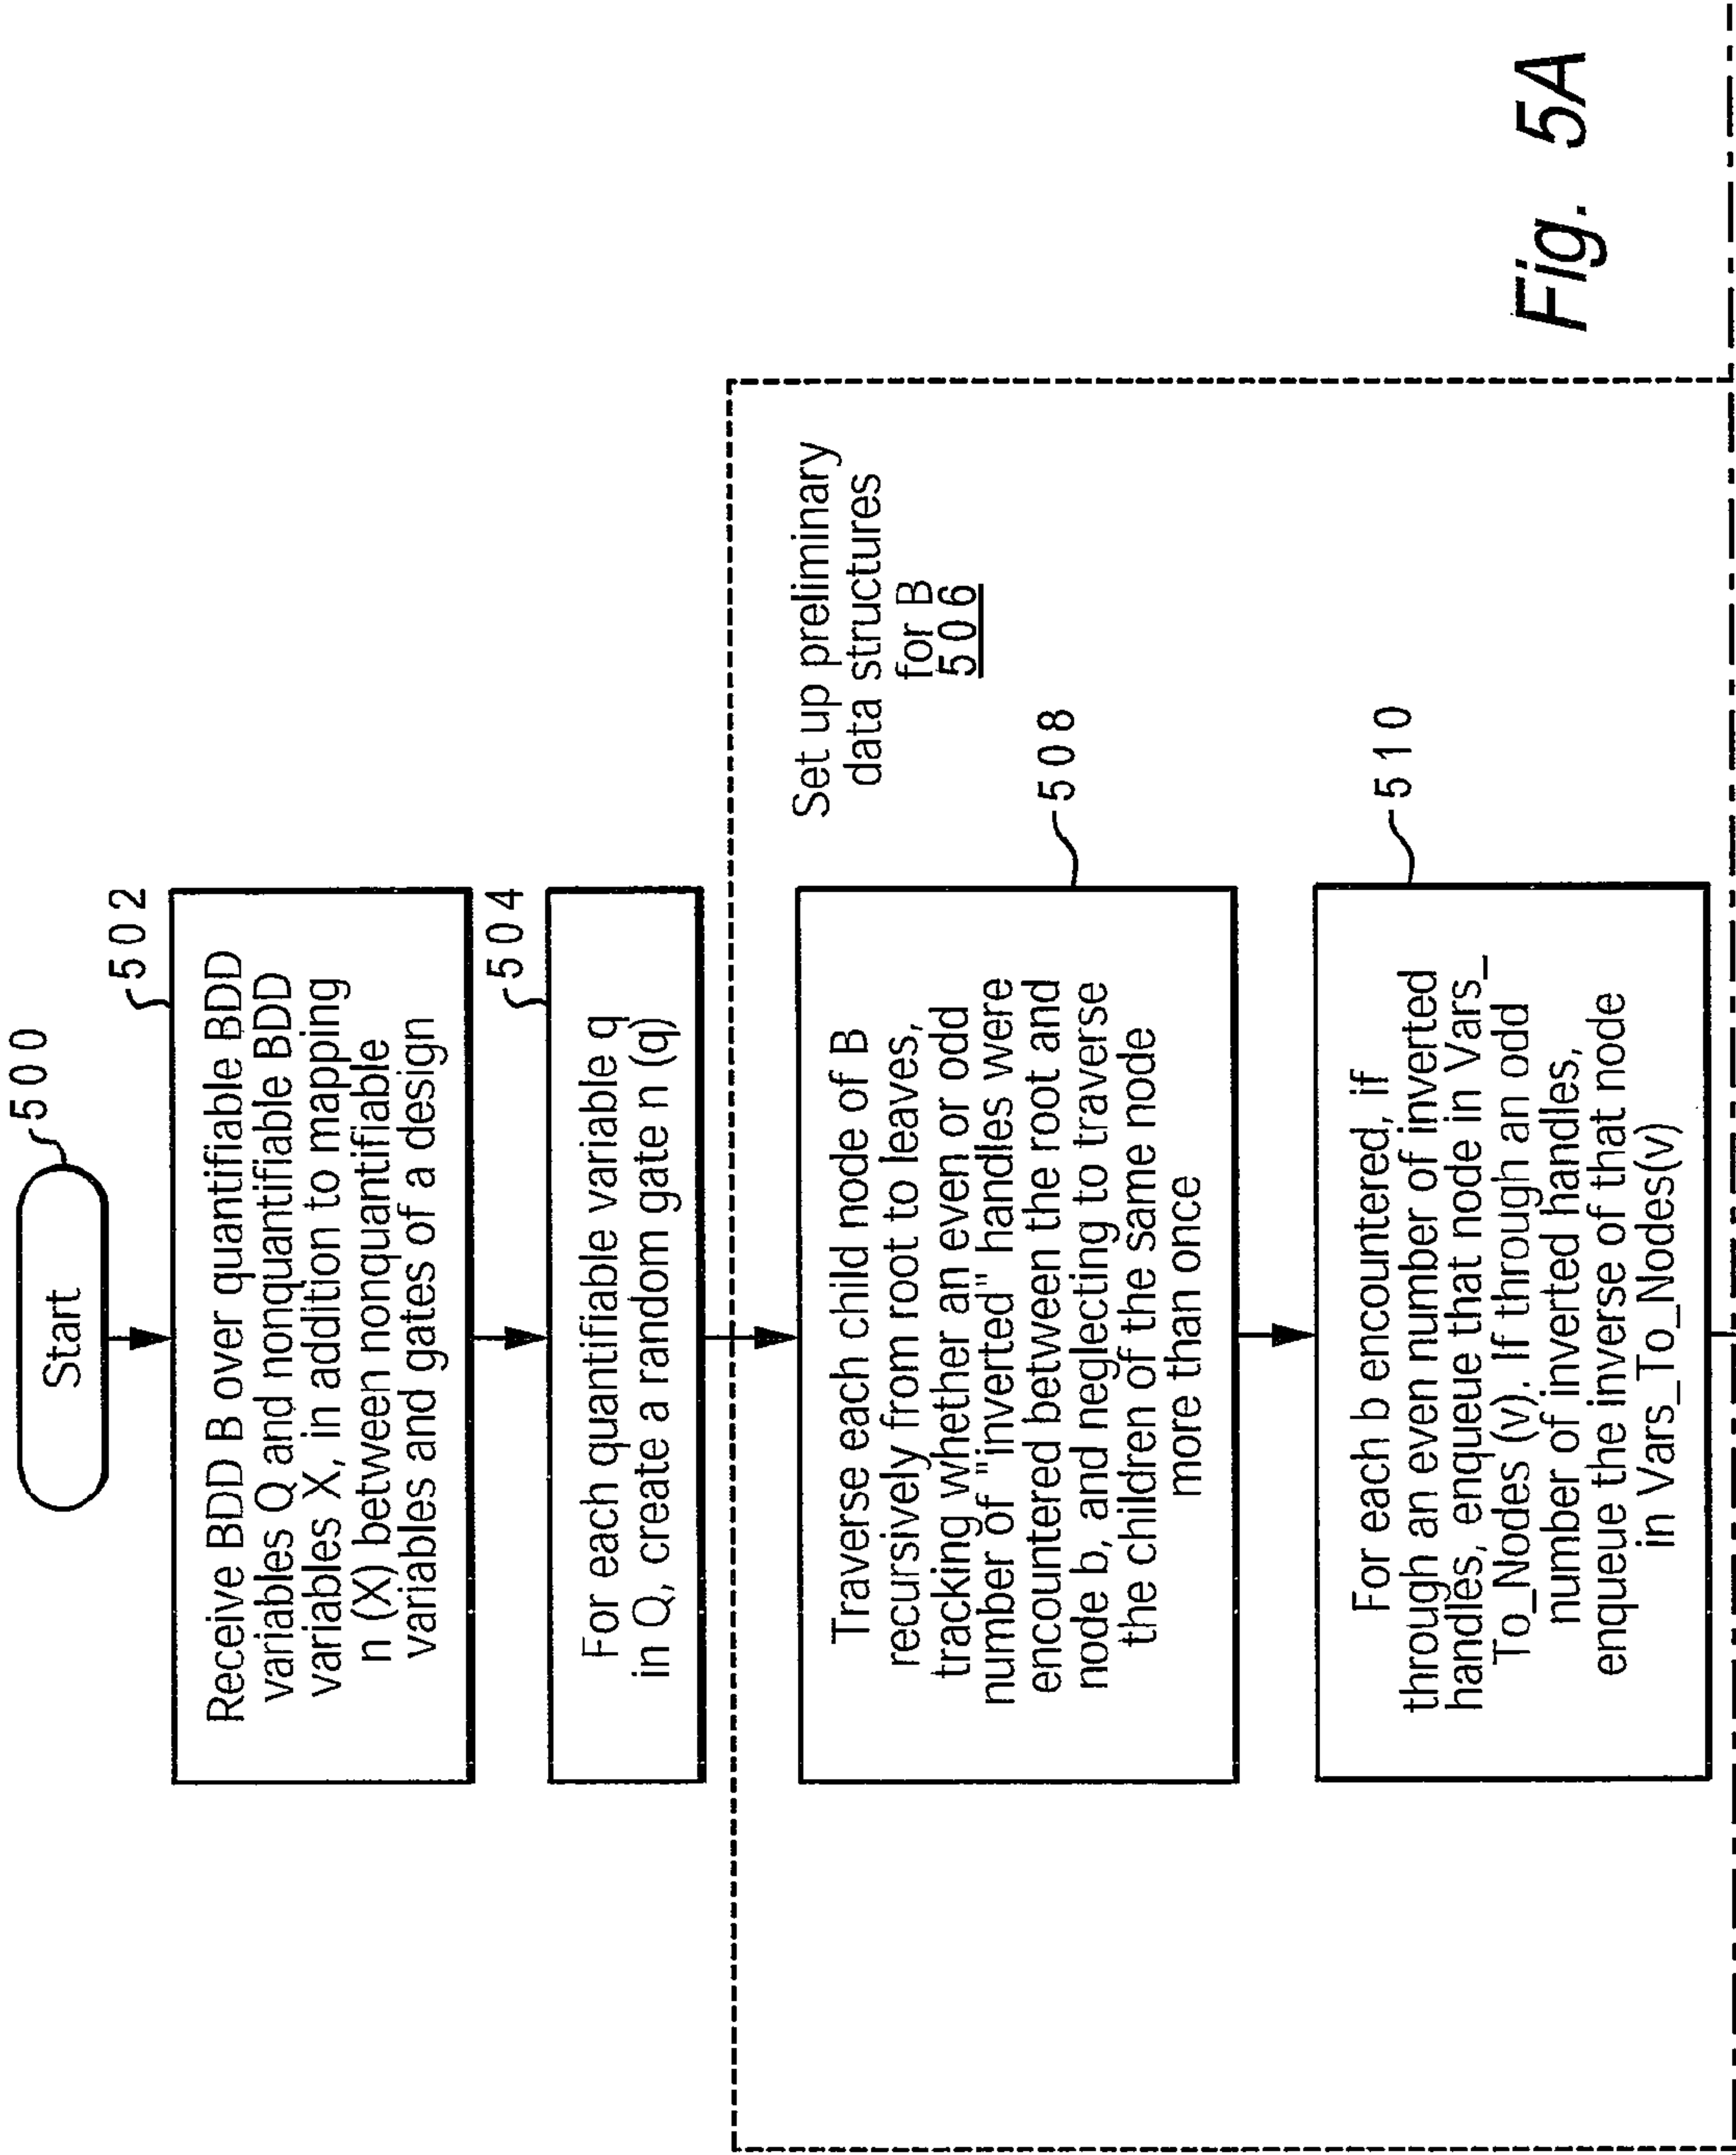 Start
500
502
Receive BDD B over quantifiable BDD
variables Q and nonquantifiable BDD
variables X, in addition to mapping
n (X) between nonquantifiable
variables and gates of a design
504
For each quantifiable variable q
in Q, create a random gate n (q)
Set up preliminary
data structures
for B
506
508
Traverse each child node of B
recursively from root to leaves,
tracking whether an even or odd
number of "inverted" handles were
encountered between the root and
node b, and neglecting to traverse
the children of the same node
more than once
510
For each b encountered, if
through an even number of inverted
handles, enqueue that node in Vars_
To_Nodes (v). If through an odd
number of inverted handles,
enqueue the inverse of that node
in Vars_To_Nodes(v)
Fig. 5A